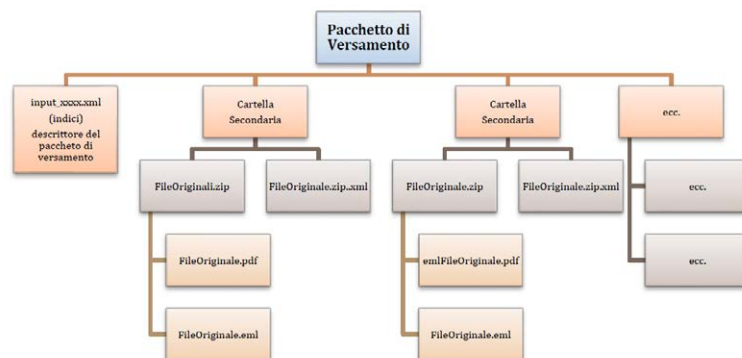 Pacchetto di
Versamento
input_xxxx.xml
(indici)
descrittore del
paccheto di
versamento
Cartella
Secondaria
Cartella
Secondaria
ecc.
FileOriginali.zip
FileOriginale.zip..xml
FileOriginale.zip
FileOriginale.zip.xml
ecc.
FileOriginale.pdf
emlFileOriginale.pdf
ecc.
FileOriginale.eml
FileOriginale.eml